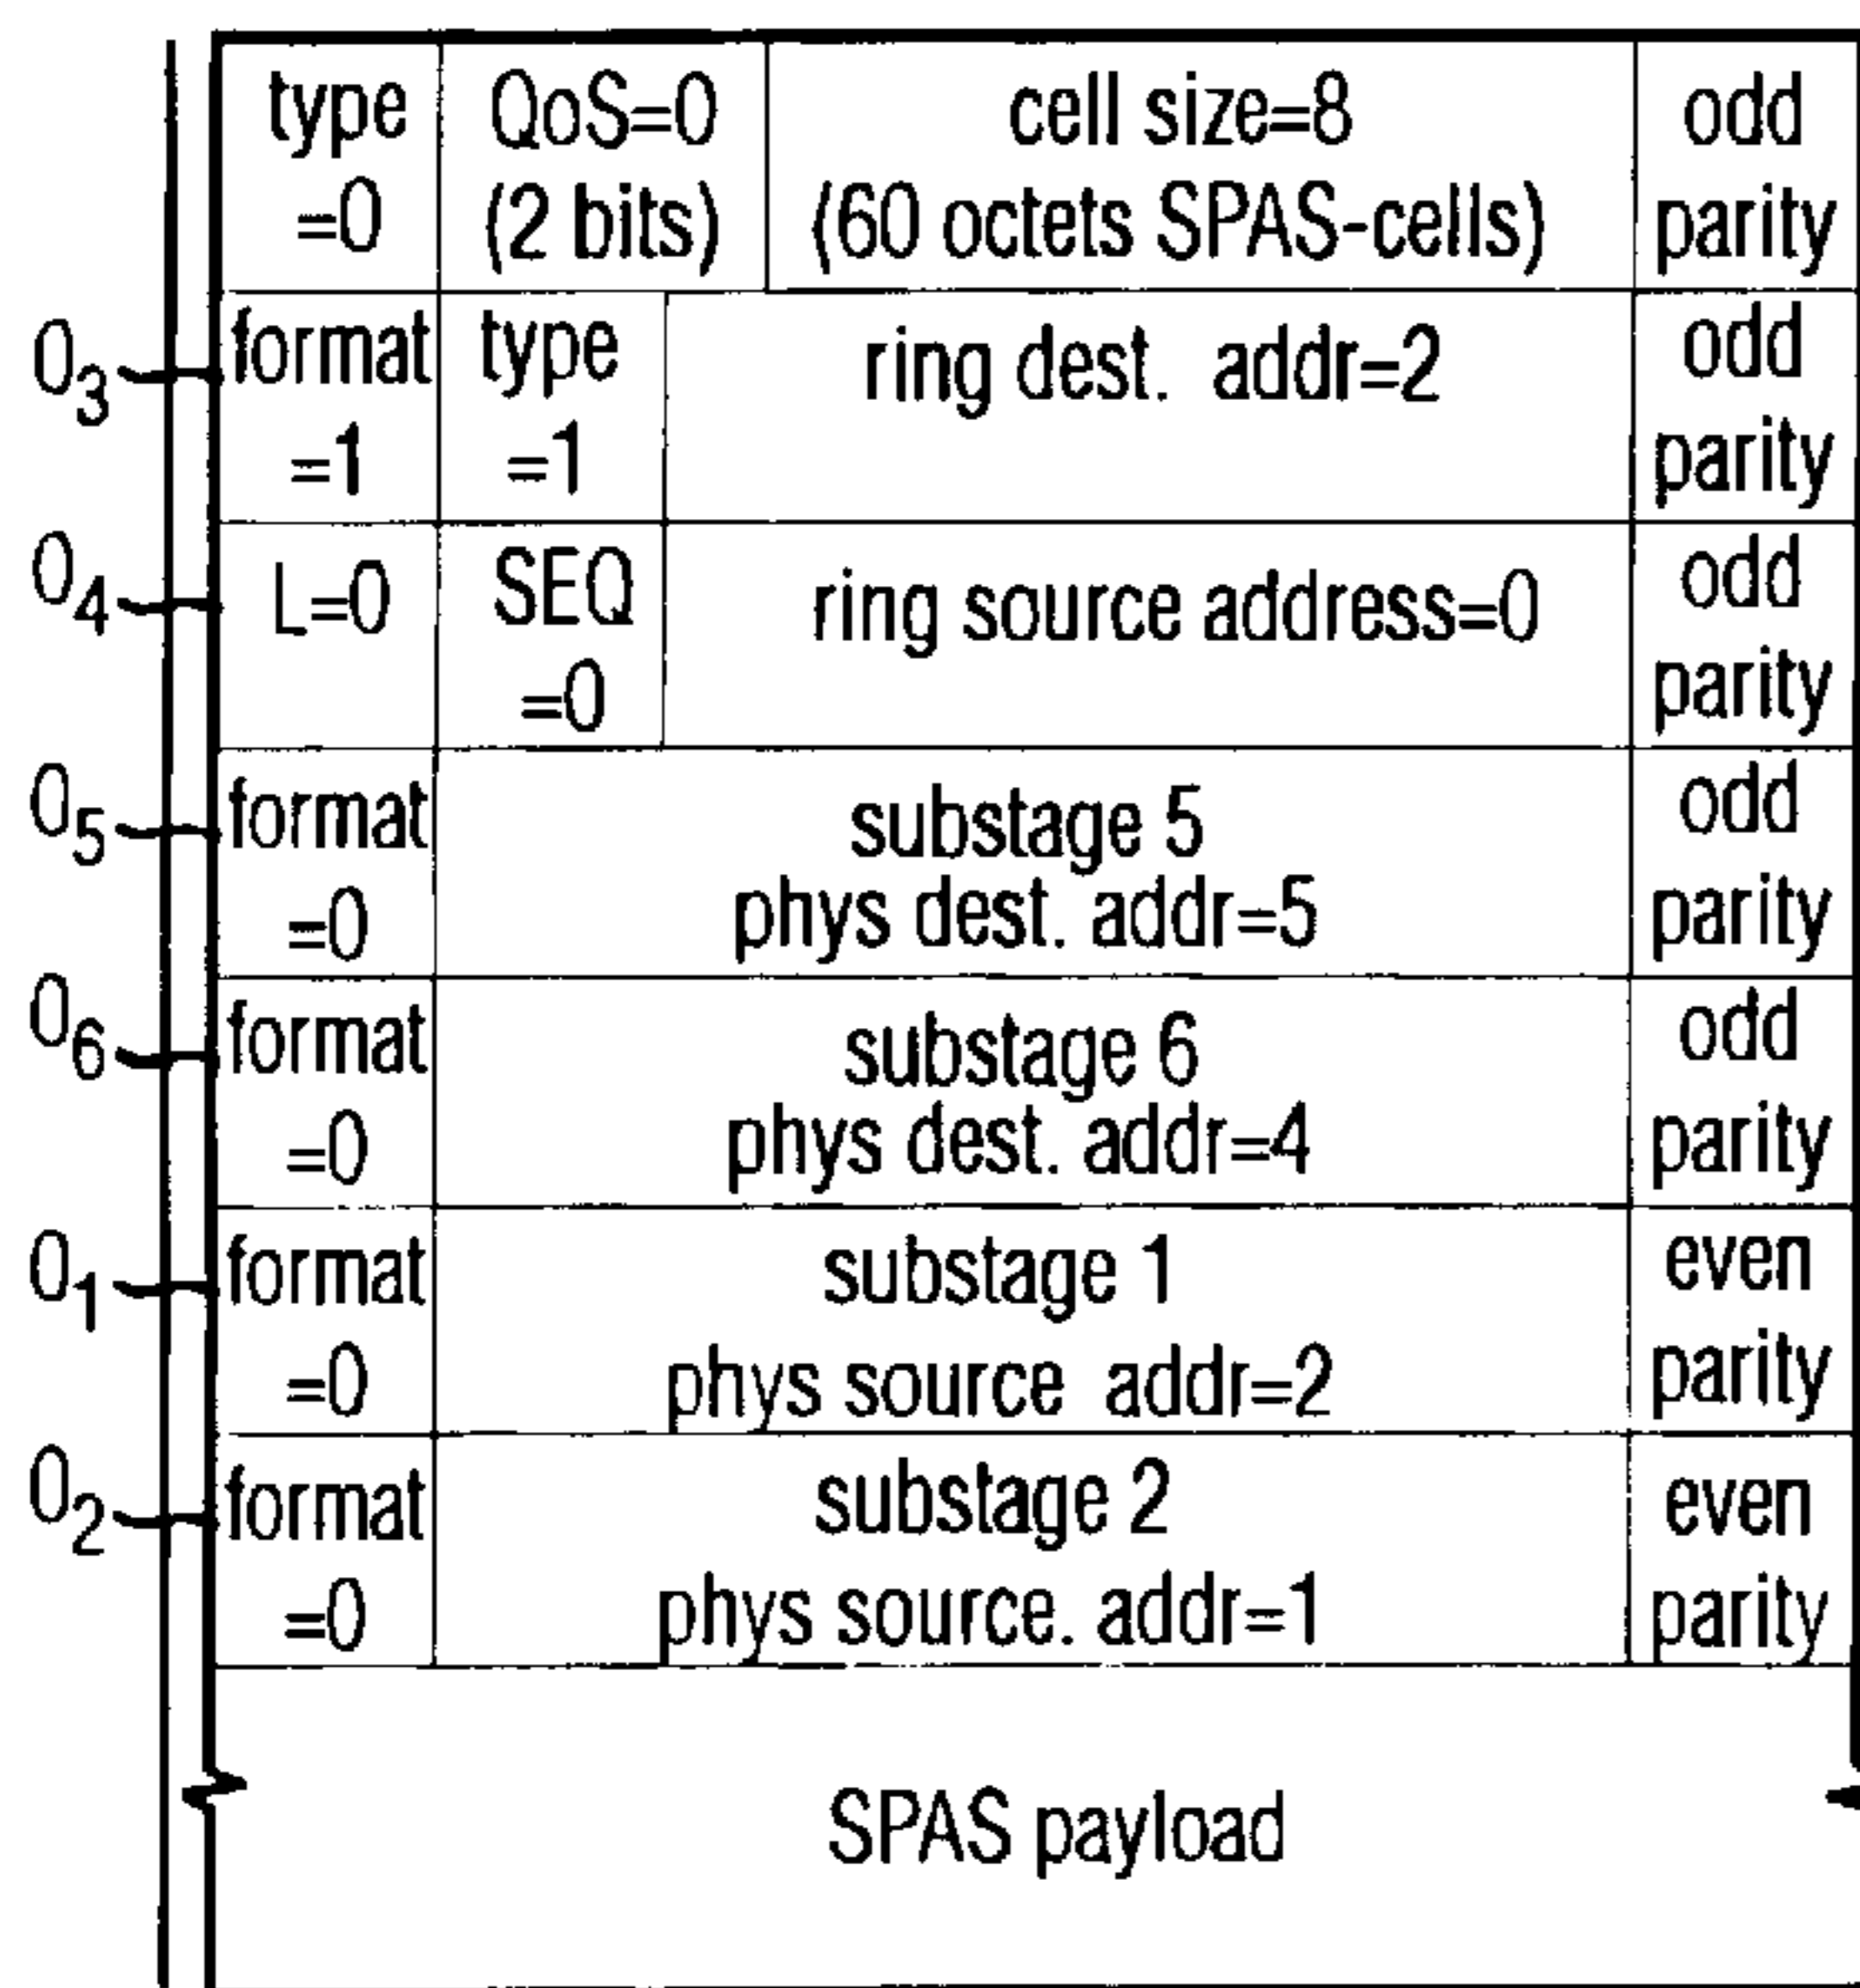 type QoS=0 cell size=8 odd
=0 (2 bits) (60 octets SPAS-cells) parity
O3 format type ring dest. addr=2 odd
=1 =1 parity
O4 L=0 SEQ ring source address=0 odd
=0 parity
O5 format substage 5 odd
=0 phys dest. addr=5 parity
O6 format substage 6 odd
=0 phys dest. addr=4 parity
O1 format substage 1 even
=0 phys source addr=2 parity
O2 format substage 2 even
=0 phys source. addr=1 parity
SPAS payload